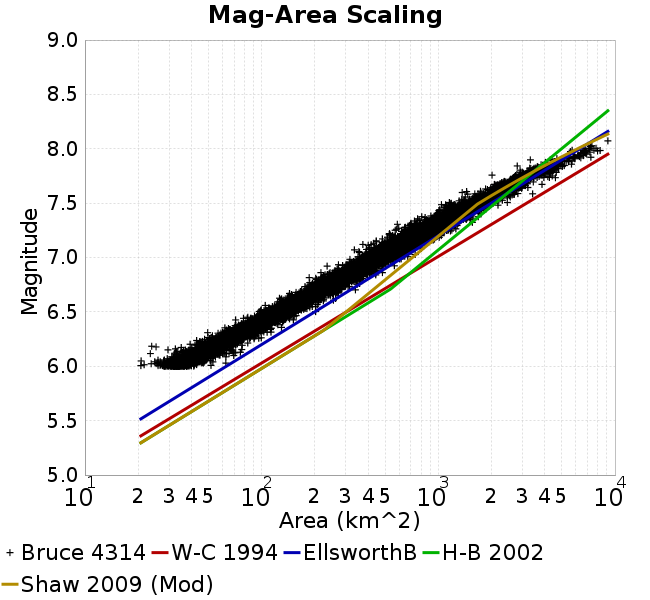 Mag-Area Scaling
9.0
8.5
8.0
7.5
7.0
6.5
6.0
5.5
5.0
Magnitude
10^1 2 3 4 5 10^2 2 3 4 5 10^3 2 3 4 5 10^4
Area (km^2)
+ Bruce 4314 W-C 1994 EllsworthB H-B 2002
Shaw 2009 (Mod)